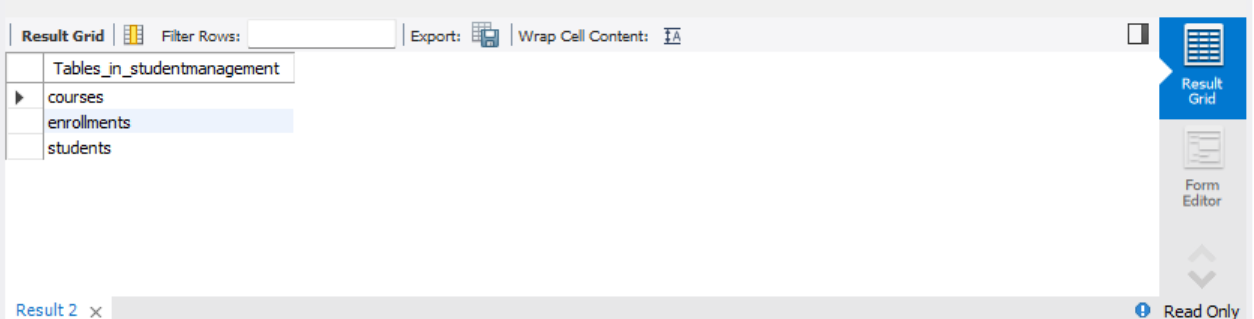 Result Grid Filter Rows: Export: Wrap Cell Content: IA
Tables_in_studentmanagement
courses
enrollments
students
Result
Grid
Form
Editor
Result 2 × Read Only